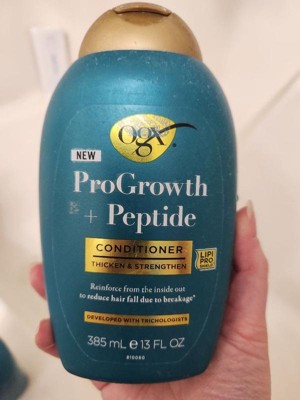 ogx
NEW
ProGrowth
+ Peptide
CONDITIONER
THICKEN & STRENGTHEN
LIPI
PRO
SHIELD
Reinforce from the inside out
to reduce hair fall due to breakage*
DEVELOPED WITH TRICHOLOGISTS
385 mL e 13 FL OZ